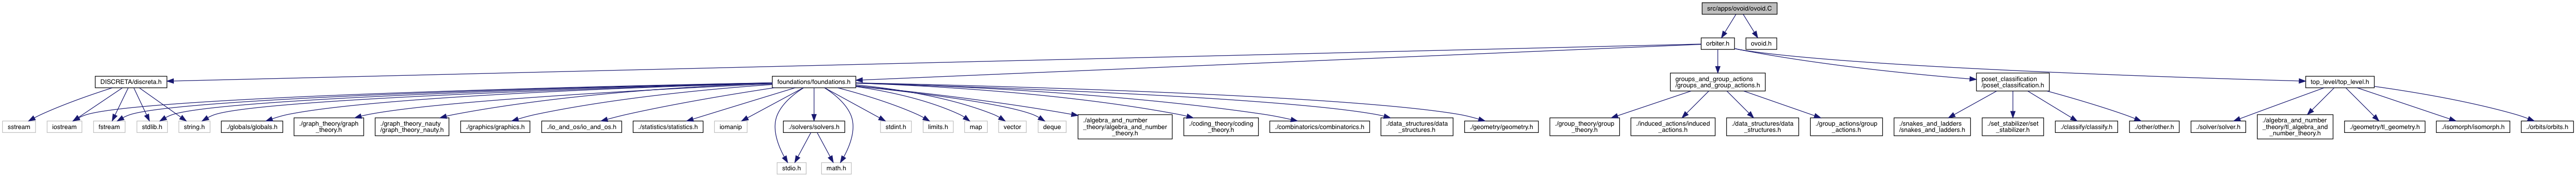 src/apps/ovoid/ovoid.C
orbiter.h
ovoid.h
DISCRETA/discreta.h
foundations/foundations.h
groups_and_group_actions
/groups_and_group_actions.h
poset_classification
/poset_classification.h
top_level/top_level.h
sstream
iostream
fstream
stdlib.h
string.h
./globals/globals.h
./graph_theory/graph
_theory.h
./graph_theory_nauty
/graph_theory_nauty.h
./graphics/graphics.h
./io_and_os/io_and_os.h
./statistics/statistics.h
iomanip
./solvers/solvers.h
stdint.h
limits.h
map
vector
deque
./algebra_and_number
_theory/algebra_and_number
_theory.h
./coding_theory/coding
_theory.h
./combinatorics/combinatorics.h
./data_structures/data
_structures.h
./geometry/geometry.h
./group_theory/group
_theory.h
./induced_actions/induced
_actions.h
./data_structures/data
_structures.h
./group_actions/group
_actions.h
./snakes_and_ladders
/snakes_and_ladders.h
./set_stabilizer/set
_stabilizer.h
./classify/classify.h
./other/other.h
./solver/solver.h
./algebra_and_number
_theory/tl_algebra_and
_number_theory.h
./geometry/tl_geometry.h
./isomorph/isomorph.h
./orbits/orbits.h
stdio.h
math.h